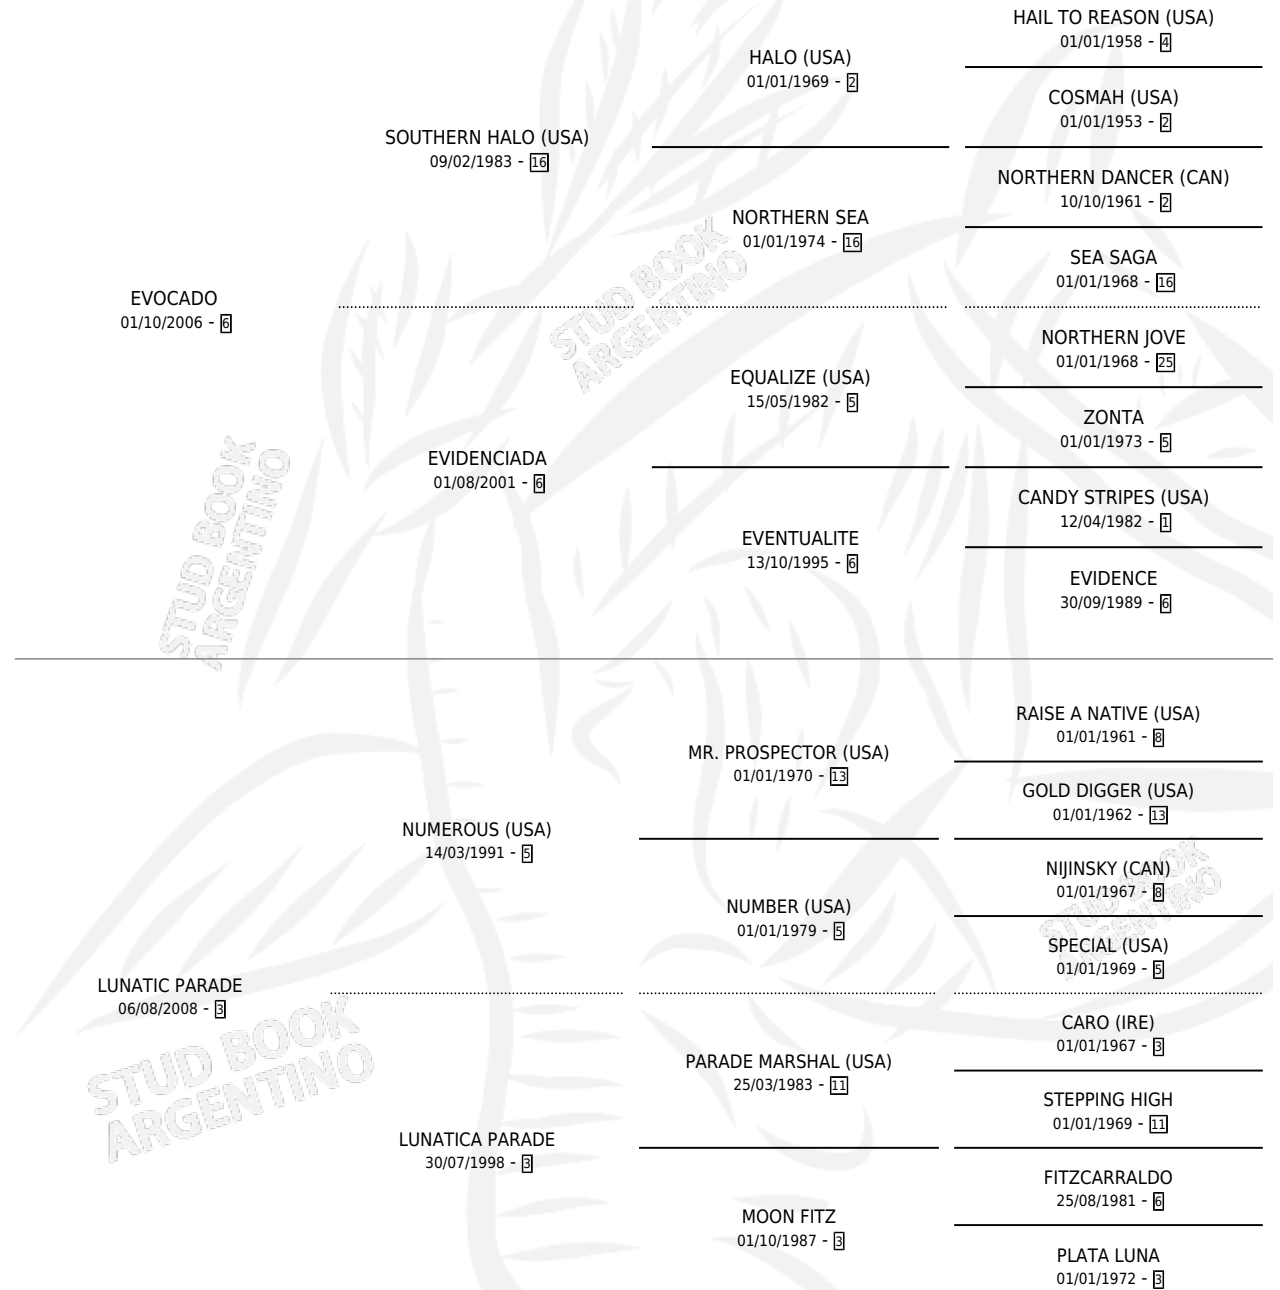 HAIL TO REASON (USA)
01/01/1958 - 4
HALO (USA)
01/01/1969 - 2
COSMAH (USA)
01/01/1953 - 2
SOUTHERN HALO (USA)
09/02/1983 - 16
NORTHERN DANCER (CAN)
10/10/1961 - 2
NORTHERN SEA
01/01/1974 - 16
SEA SAGA
01/01/1968 - 16
EVOCADO
01/10/2006 - 6
STUD BOOK
ARGENTINO
NORTHERN JOVE
01/01/1968 - 25
EQUALIZE (USA)
15/05/1982 - 5
ZONTA
01/01/1973 - 5
EVIDENCIADA
01/08/2001 - 6
CANDY STRIPES (USA)
12/04/1982 - 1
EVENTUALITE
13/10/1995 - 6
EVIDENCE
30/09/1989 - 6
STUD BOOK
ARGENTINO
RAISE A NATIVE (USA)
01/01/1961 - 8
MR. PROSPECTOR (USA)
01/01/1970 - 13
GOLD DIGGER (USA)
01/01/1962 - 13
NUMEROUS (USA)
14/03/1991 - 5
NIJINSKY (CAN)
01/01/1967 - 8
NUMBER (USA)
01/01/1979 - 5
STUD BOOK
ARGENTINO
SPECIAL (USA)
01/01/1969 - 5
LUNATIC PARADE
06/08/2008 - 3
STUD BOOK
ARGENTINO
CARO (IRE)
01/01/1967 - 3
PARADE MARSHAL (USA)
25/03/1983 - 11
STEPPING HIGH
01/01/1969 - 11
LUNATICA PARADE
30/07/1998 - 3
FITZCARRALDO
25/08/1981 - 6
MOON FITZ
01/10/1987 - 3
PLATA LUNA
01/01/1972 - 3